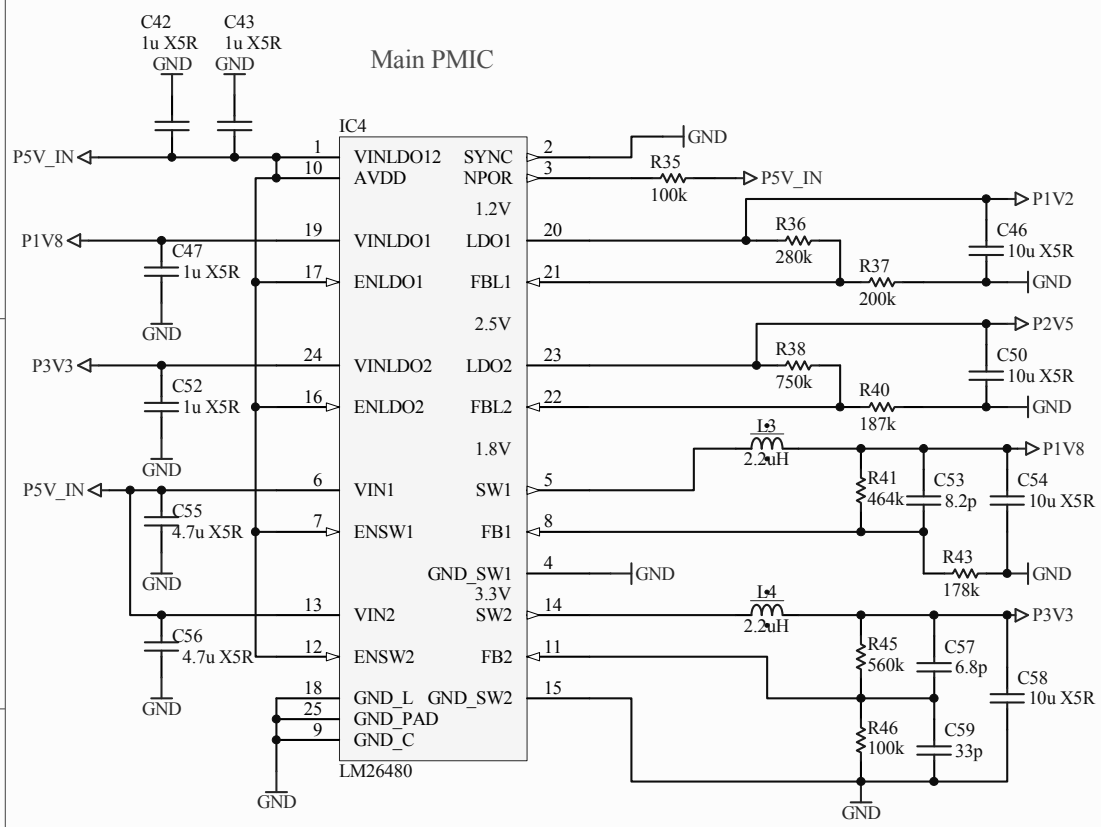 C42
1u X5R
GND
C43
1u X5R
GND
Main PMIC
IC4
P5V_IN
1 VINLDO12 SYNC 2 GND
10 AVDD NPOR 3 R35 100k P5V_IN
1.2V P1V2
P1V8 19 VINLDO1 LDO1 20 R36 280k
C46
10u X5R
C47
1u X5R
GND
17 ENLDO1 FBL1 21 R37 200k GND
2.5V P2V5
P3V3 24 VINLDO2 LDO2 23 R38 750k
C50
10u X5R
C52
1u X5R
GND
16 ENLDO2 FBL2 22 R40 187k GND
1.8V L3 2.2uH P1V8
P5V_IN 6 VIN1 SW1 5
R41
464k
C53
8.2p
C54
10u X5R
C55
4.7u X5R
GND
7 ENSW1 FB1 8
GND_SW1 4 GND
R43
178k
GND
3.3V
13 VIN2 SW2 14 L4 2.2uH P3V3
C56
4.7u X5R
GND
12 ENSW2 FB2 11
R45
560k
C57
6.8p
C58
10u X5R
18 GND_L GND_SW2 15
25 GND_PAD
9 GND_C
R46
100k
C59
33p
LM26480
GND
GND